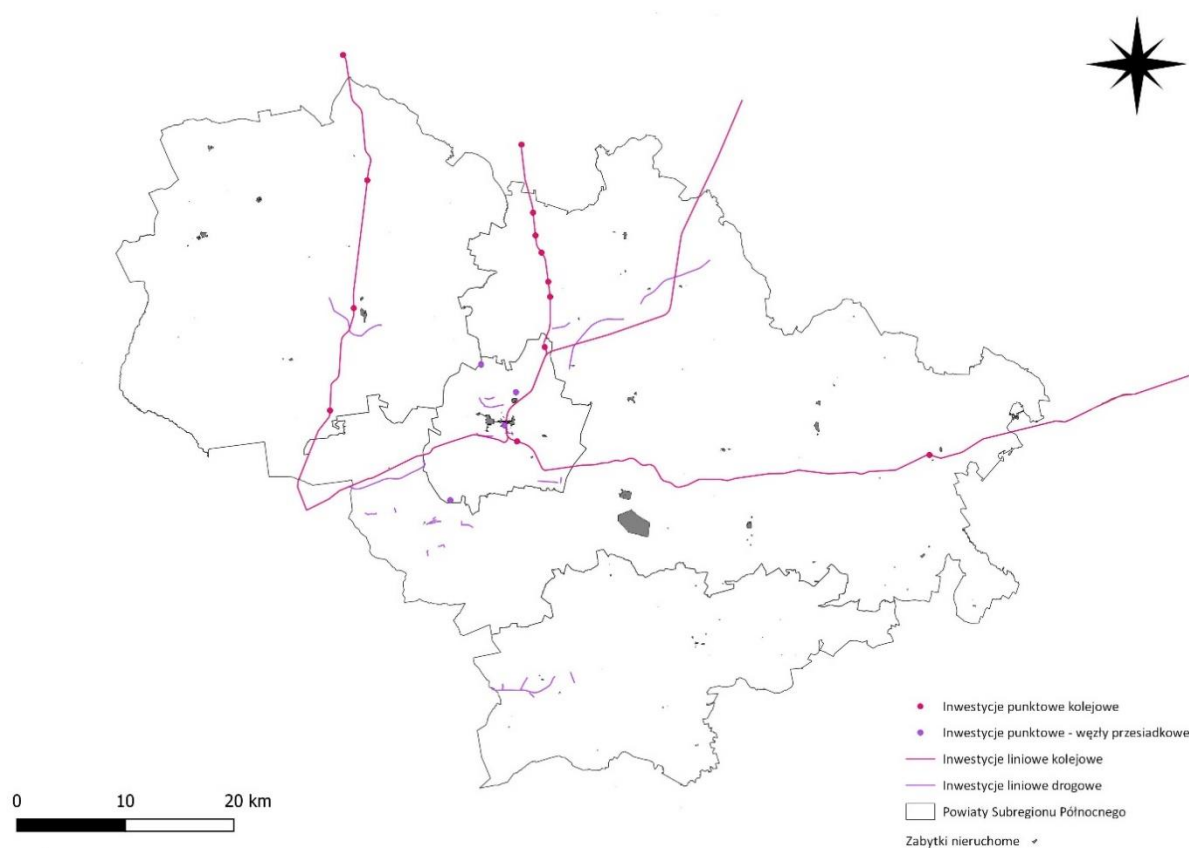 Inwestycje punktowe kolejowe
Inwestycje punktowe - węzły przesiadkowe
Inwestycje liniowe kolejowe
Inwestycje liniowe drogowe
Powiaty Subregionu Północnego
Zabytki nieruchome
0 10 20 km